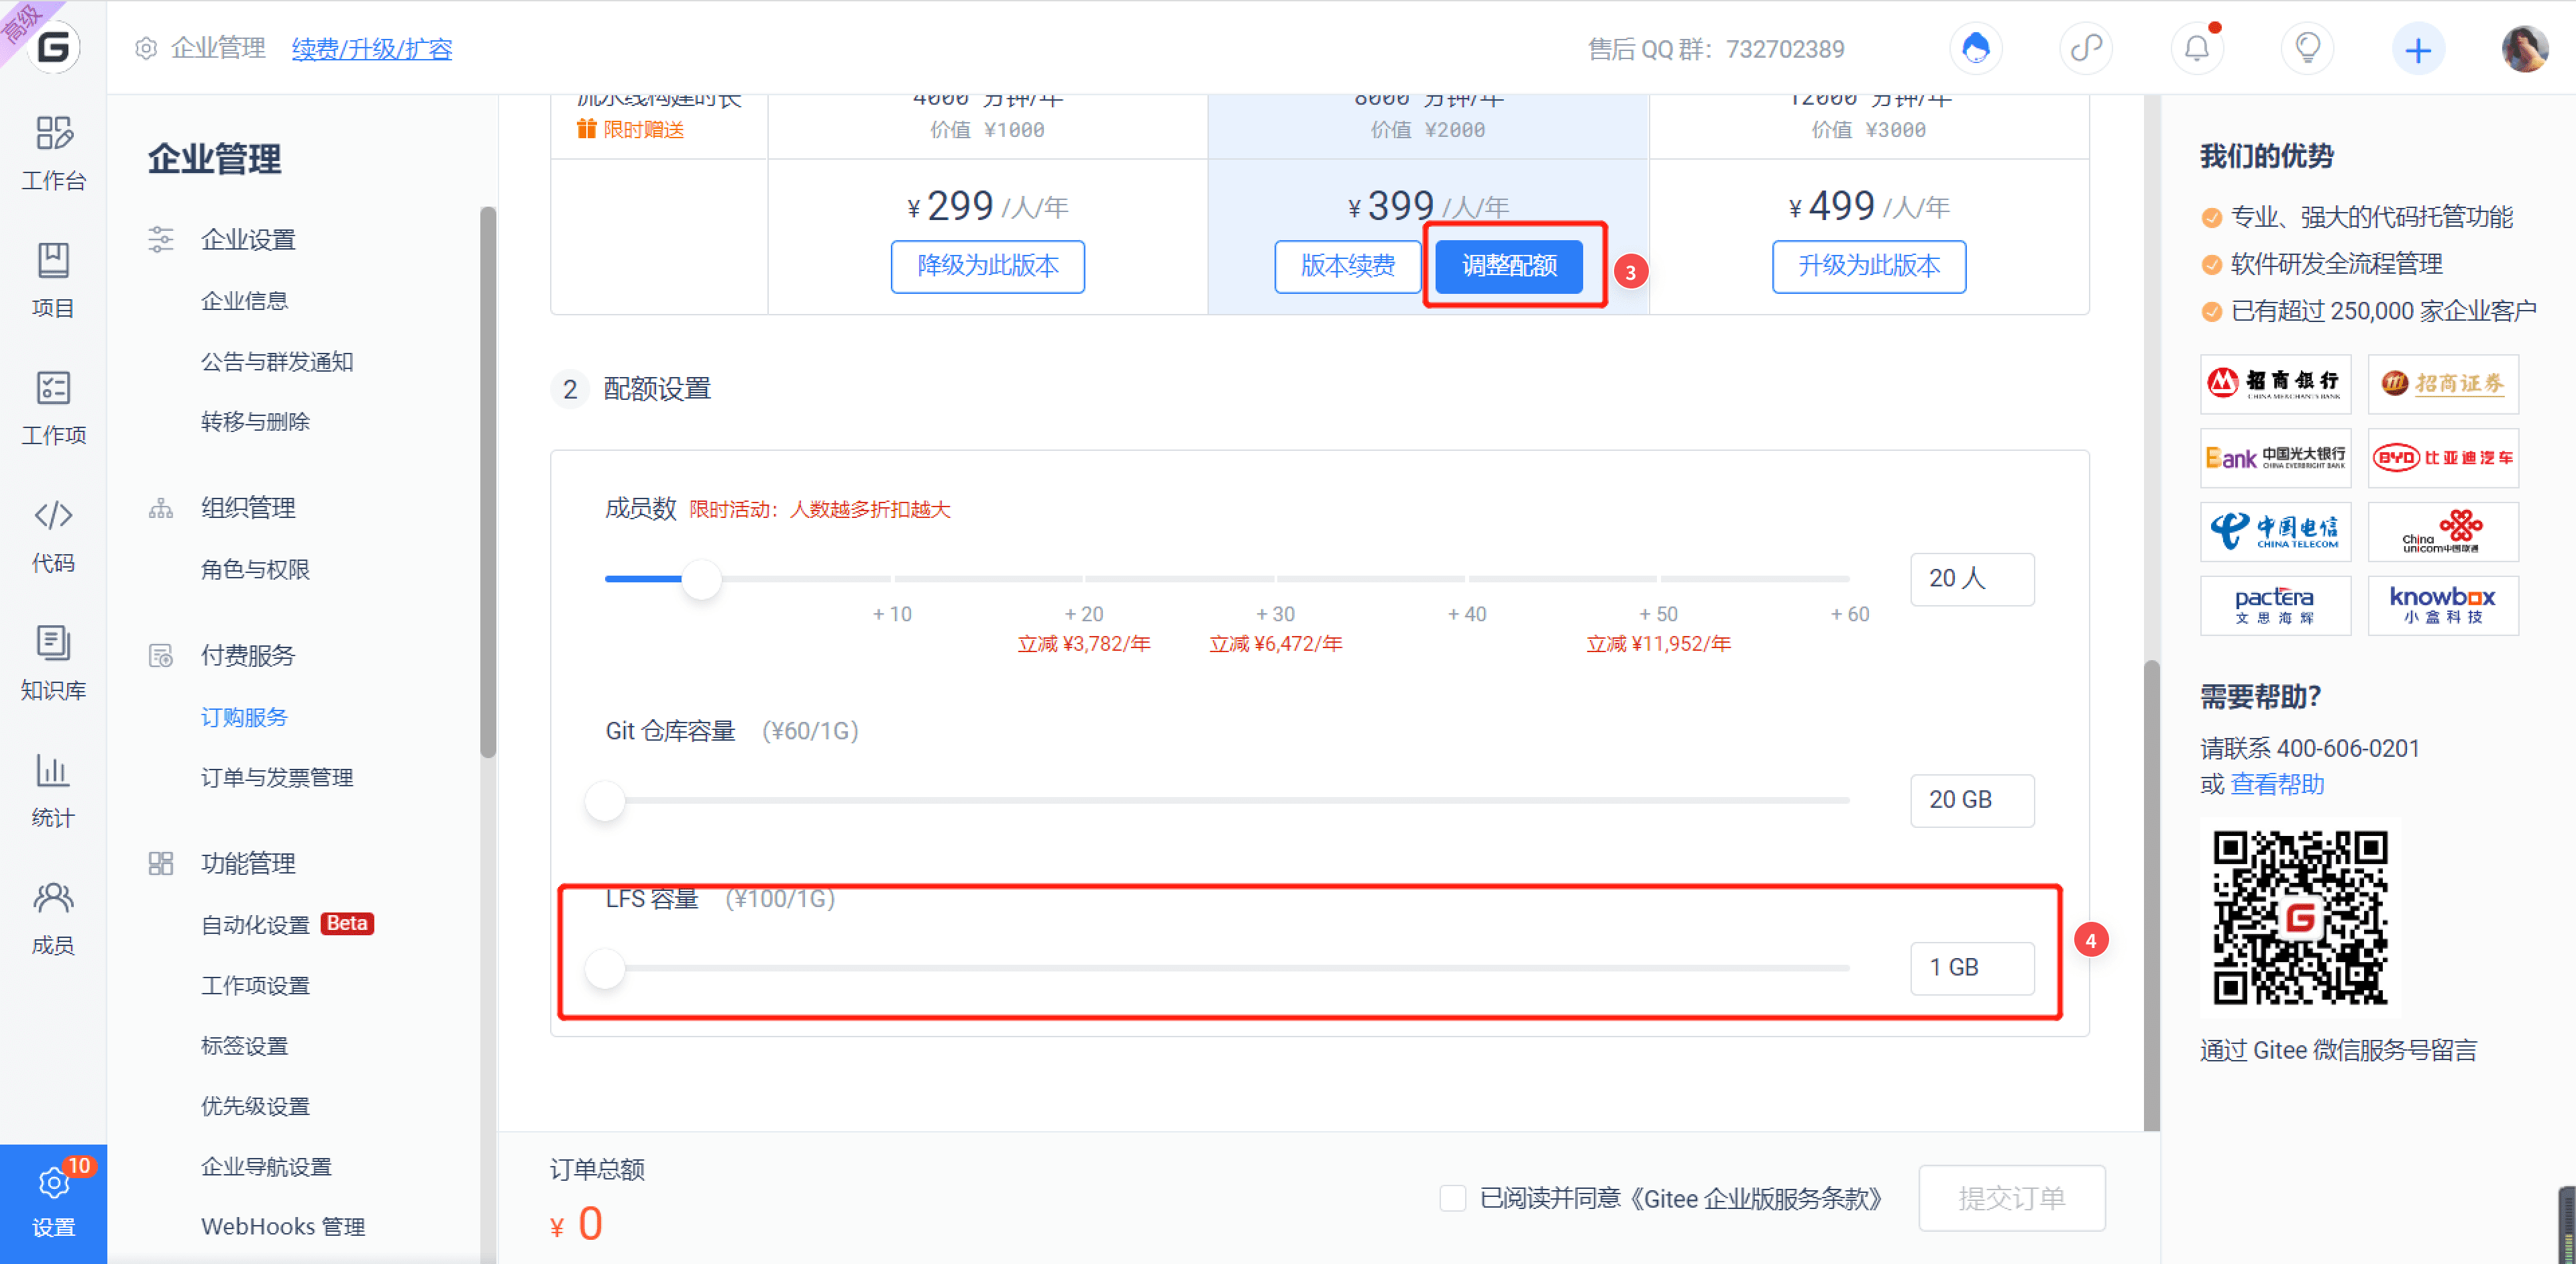 高级
企业管理 续费/升级/扩容
售后 QQ 群：732702389
工作台
项目
工作项
代码
知识库
统计
成员
10
设置
企业管理
企业设置
企业信息
公告与群发通知
转移与删除
组织管理
角色与权限
付费服务
订购服务
订单与发票管理
功能管理
自动化设置 Beta
工作项设置
标签设置
优先级设置
企业导航设置
WebHooks 管理
流水线构建时长 4000 分钟/年 8000 分钟/年 12000 分钟/年
限时赠送 价值 ¥1000 价值 ¥2000 价值 ¥3000
¥ 299 /人/年 ¥ 399 /人/年 ¥ 499 /人/年
降级为此版本 版本续费 调整配额 3 升级为此版本
2 配额设置
成员数 限时活动：人数越多折扣越大
20 人
+ 10 + 20 + 30 + 40 + 50 + 60
立减 ¥3,782/年 立减 ¥6,472/年 立减 ¥11,952/年
Git 仓库容量 (¥60/1G)
20 GB
LFS 容量 (¥100/1G)
4
1 GB
订单总额
¥ 0
已阅读并同意《Gitee 企业版服务条款》 提交订单
我们的优势
专业、强大的代码托管功能
软件研发全流程管理
已有超过 250,000 家企业客户
招商银行
CHINA MERCHANTS BANK
招商证券
Bank 中国光大银行
CHINA EVERBRIGHT BANK
BYD 比亚迪汽车
中国电信
CHINA TELECOM
China
unicom中国联通
pactera
文思海辉
knowbox
小盒科技
需要帮助？
请联系 400-606-0201
或 查看帮助
通过 Gitee 微信服务号留言